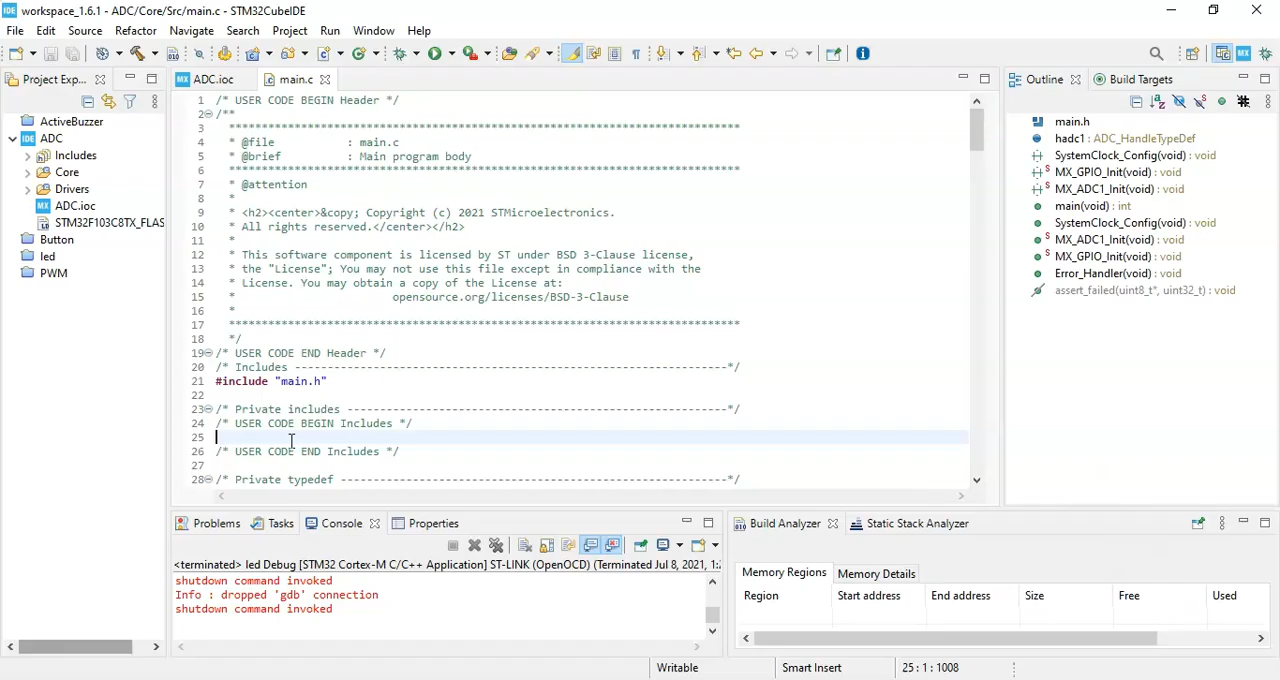 IDE workspace_1.6.1 - ADC/Core/Src/main.c - STM32CubeIDE
File Edit Source Refactor Navigate Search Project Run Window Help
Project Exp...
MX ADC.ioc
main.c
Outline
Build Targets
ActiveBuzzer
IDE ADC
Includes
Core
Drivers
MX ADC.ioc
STM32F103C8TX_FLAS
Button
led
PWM
1 /* USER CODE BEGIN Header */
2 /**
3 ******************************************************************************
4 * @file : main.c
5 * @brief : Main program body
6 ******************************************************************************
7 * @attention
8 *
9 * <h2><center>&copy; Copyright (c) 2021 STMicroelectronics.
10 * All rights reserved.</center></h2>
11 *
12 * This software component is licensed by ST under BSD 3-Clause license,
13 * the "License"; You may not use this file except in compliance with the
14 * License. You may obtain a copy of the License at:
15 * opensource.org/licenses/BSD-3-Clause
16 *
17 ******************************************************************************
18 */
19 /* USER CODE END Header */
20 /* Includes ------------------------------------------------------------------*/
21 #include "main.h"
22
23 /* Private includes ----------------------------------------------------------*/
24 /* USER CODE BEGIN Includes */
25
26 /* USER CODE END Includes */
27
28 /* Private typedef -----------------------------------------------------------*/
main.h
hadc1 : ADC_HandleTypeDef
SystemClock_Config(void) : void
MX_GPIO_Init(void) : void
MX_ADC1_Init(void) : void
main(void) : int
SystemClock_Config(void) : void
MX_ADC1_Init(void) : void
MX_GPIO_Init(void) : void
Error_Handler(void) : void
assert_failed(uint8_t*, uint32_t) : void
Problems Tasks Console Properties
<terminated> led Debug [STM32 Cortex-M C/C++ Application] ST-LINK (OpenOCD) (Terminated Jul 8, 2021, 1:
shutdown command invoked
Info : dropped 'gdb' connection
shutdown command invoked
Build Analyzer Static Stack Analyzer
Memory Regions Memory Details
Region Start address End address Size Free Used
Writable Smart Insert 25 : 1 : 1008